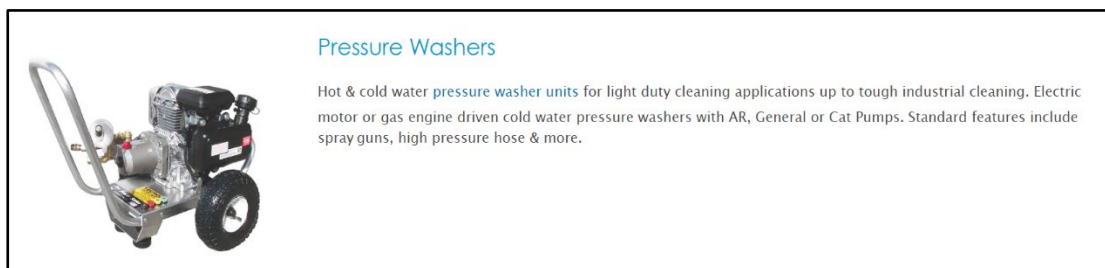 Pressure Washers
Hot & cold water pressure washer units for light duty cleaning applications up to tough industrial cleaning. Electric
motor or gas engine driven cold water pressure washers with AR, General or Cat Pumps. Standard features include
spray guns, high pressure hose & more.